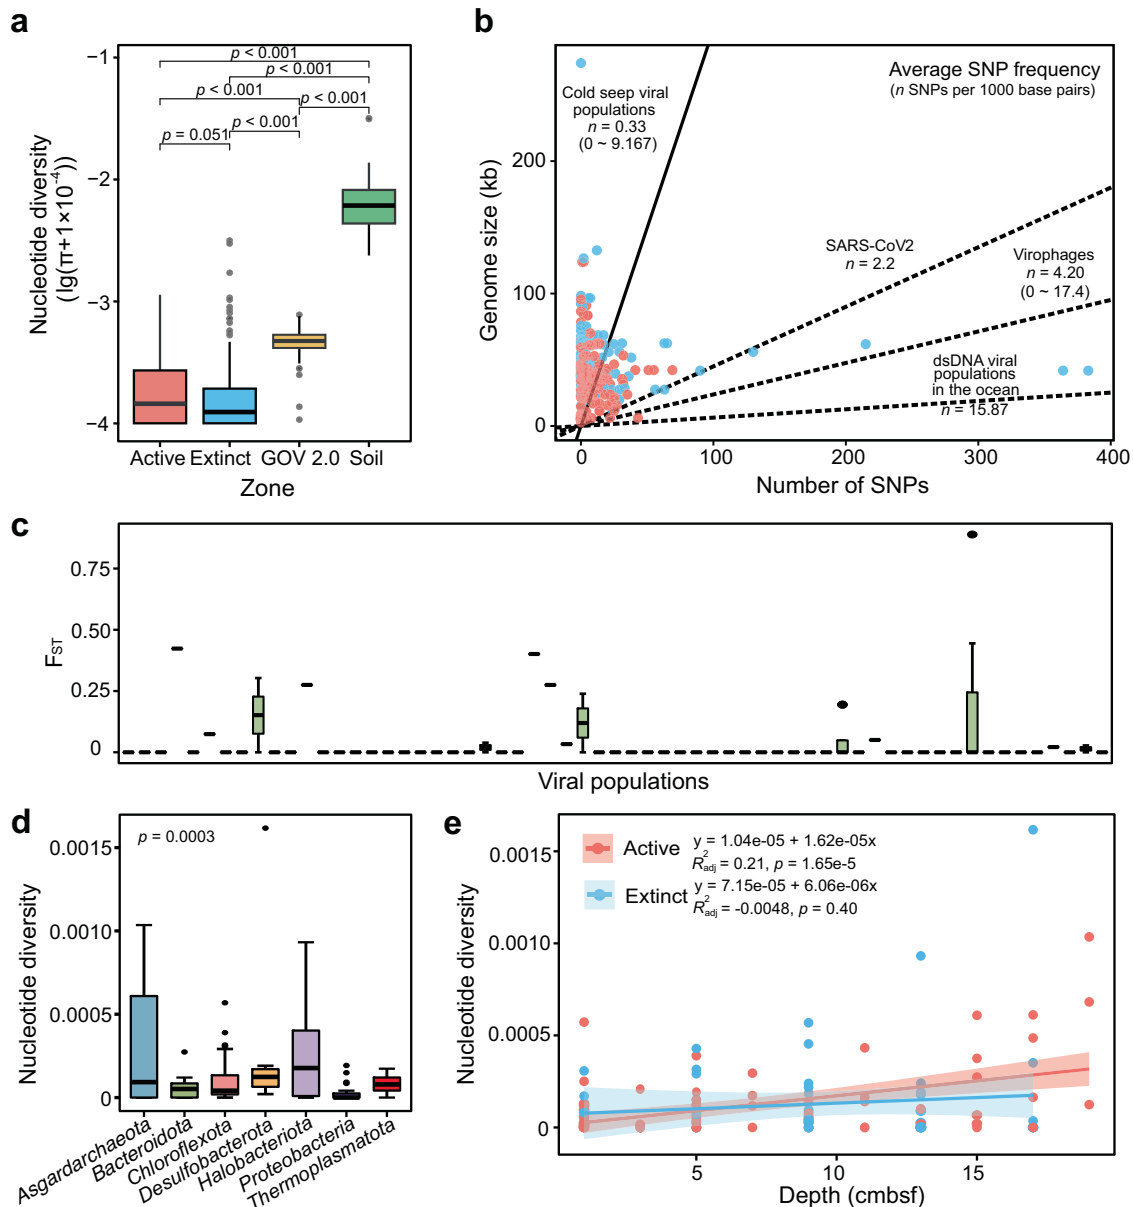 a
−1
−2
−3
−4
Nucleotide diversity
(lg(π+1×10⁻⁴))
p < 0.001
p < 0.001
p < 0.001
p < 0.001
p = 0.051
p < 0.001
Active
Extinct
GOV 2.0
Soil
Zone
b
Genome size (kb)
200
100
0
Cold seep viral
populations
n = 0.33
(0 ~ 9.167)
Average SNP frequency
(n SNPs per 1000 base pairs)
SARS-CoV2
n = 2.2
Virophages
n = 4.20
(0 ~ 17.4)
dsDNA viral
populations
in the ocean
n = 15.87
0
100
200
300
400
Number of SNPs
c
0.75
0.50
0.25
0
FST
Viral populations
d
p = 0.0003
0.0015
0.0010
0.0005
0
Nucleotide diversity
Asgardarchaeota
Bacteroidota
Chloroflexota
Desulfobacterota
Halobacteriota
Proteobacteria
Thermoplasmatota
e
0.0015
0.0010
0.0005
0
Nucleotide diversity
Active
y = 1.04e-05 + 1.62e-05x
R²adj = 0.21, p = 1.65e-5
Extinct
y = 7.15e-05 + 6.06e-06x
R²adj = -0.0048, p = 0.40
5
10
15
Depth (cmbsf)